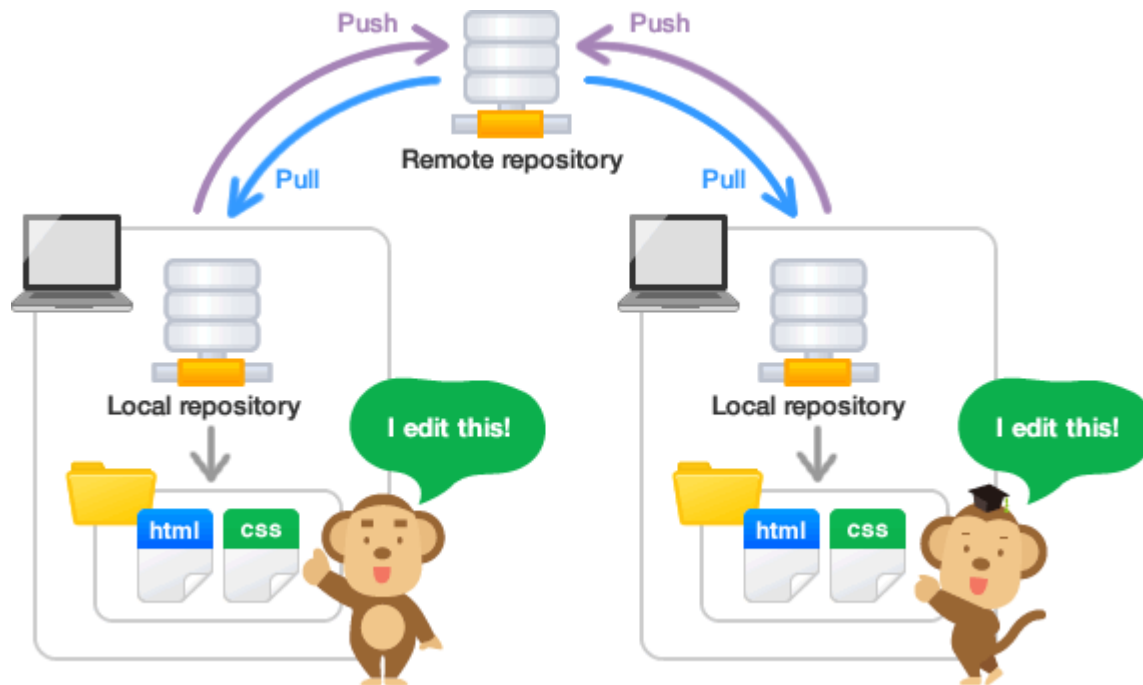 Push
Push
Pull
Remote repository
Pull
Local repository
I edit this!
html
css
Local repository
I edit this!
html
css